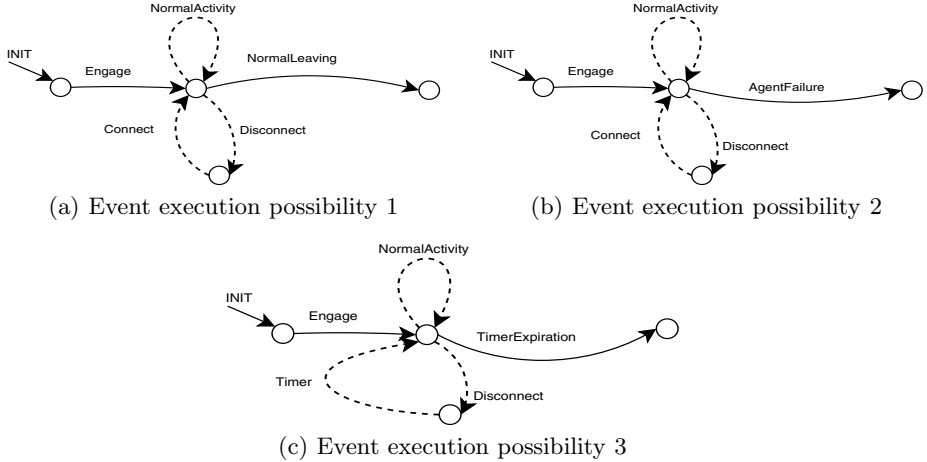 NormalActivity
INIT
Engage
NormalLeaving
Connect
Disconnect
(a) Event execution possibility 1
NormalActivity
INIT
Engage
AgentFailure
Connect
Disconnect
(b) Event execution possibility 2
NormalActivity
INIT
Engage
TimerExpiration
Timer
Disconnect
(c) Event execution possibility 3